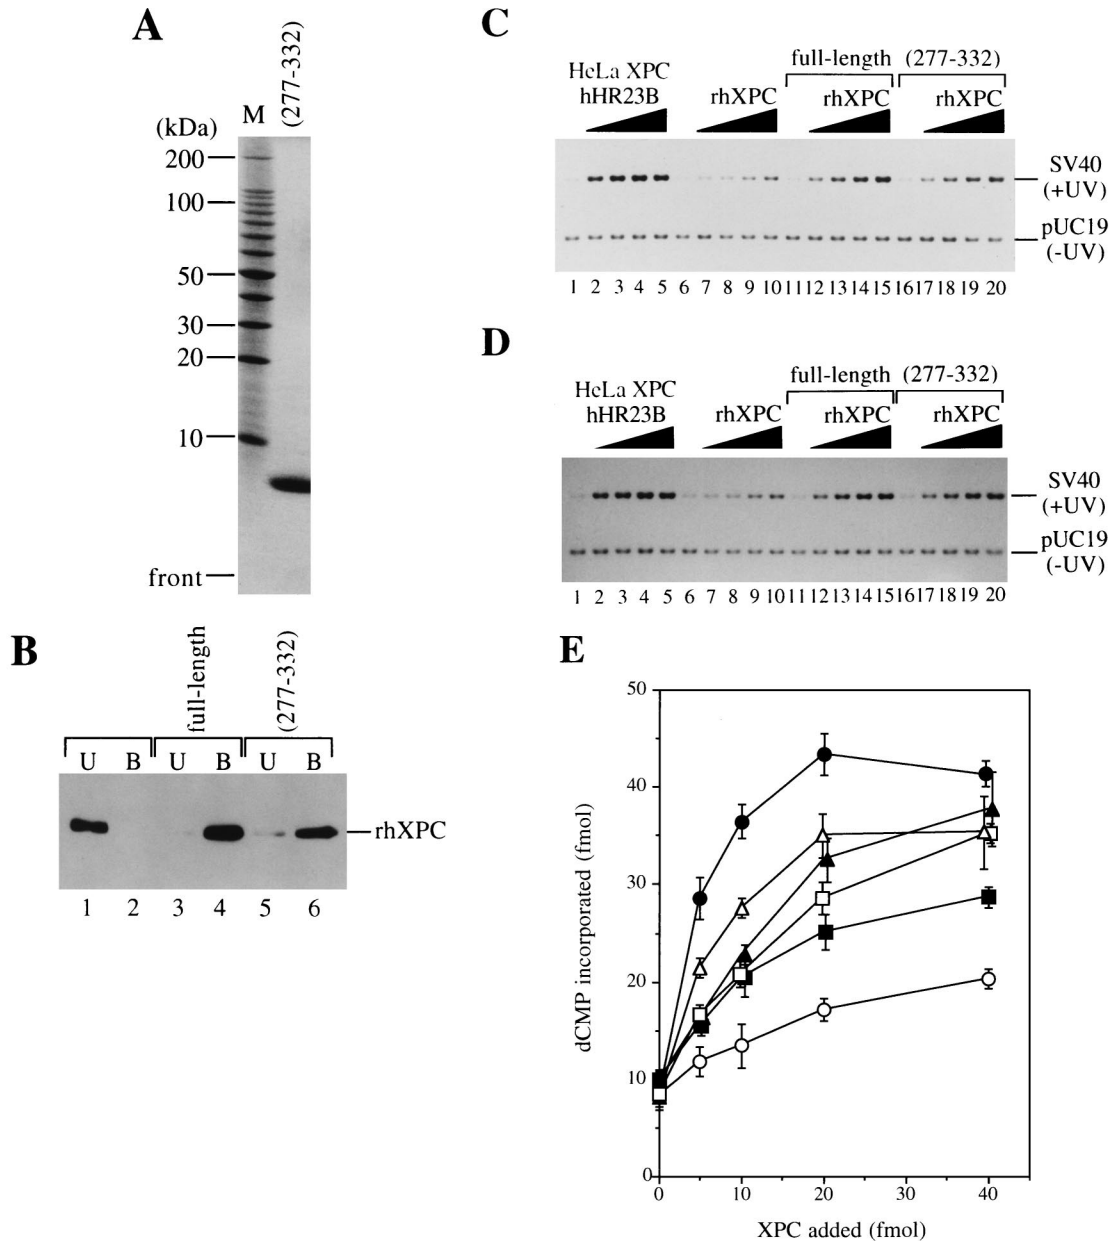 A
(277-332)
M
(kDa)
200
100
50
30
20
10
front
B
full-length
(277-332)
U B U B U B
rhXPC
1 2 3 4 5 6
C
full-length (277-332)
HeLa XPC
hHR23B rhXPC rhXPC rhXPC
SV40
(+UV)
pUC19
(-UV)
1 2 3 4 5 6 7 8 9 10 11 12 13 14 15 16 17 18 19 20
D
full-length (277-332)
HeLa XPC
hHR23B rhXPC rhXPC rhXPC
SV40
(+UV)
pUC19
(-UV)
1 2 3 4 5 6 7 8 9 10 11 12 13 14 15 16 17 18 19 20
E
50
40
30
20
10
0
dCMP incorporated (fmol)
0 10 20 30 40
XPC added (fmol)